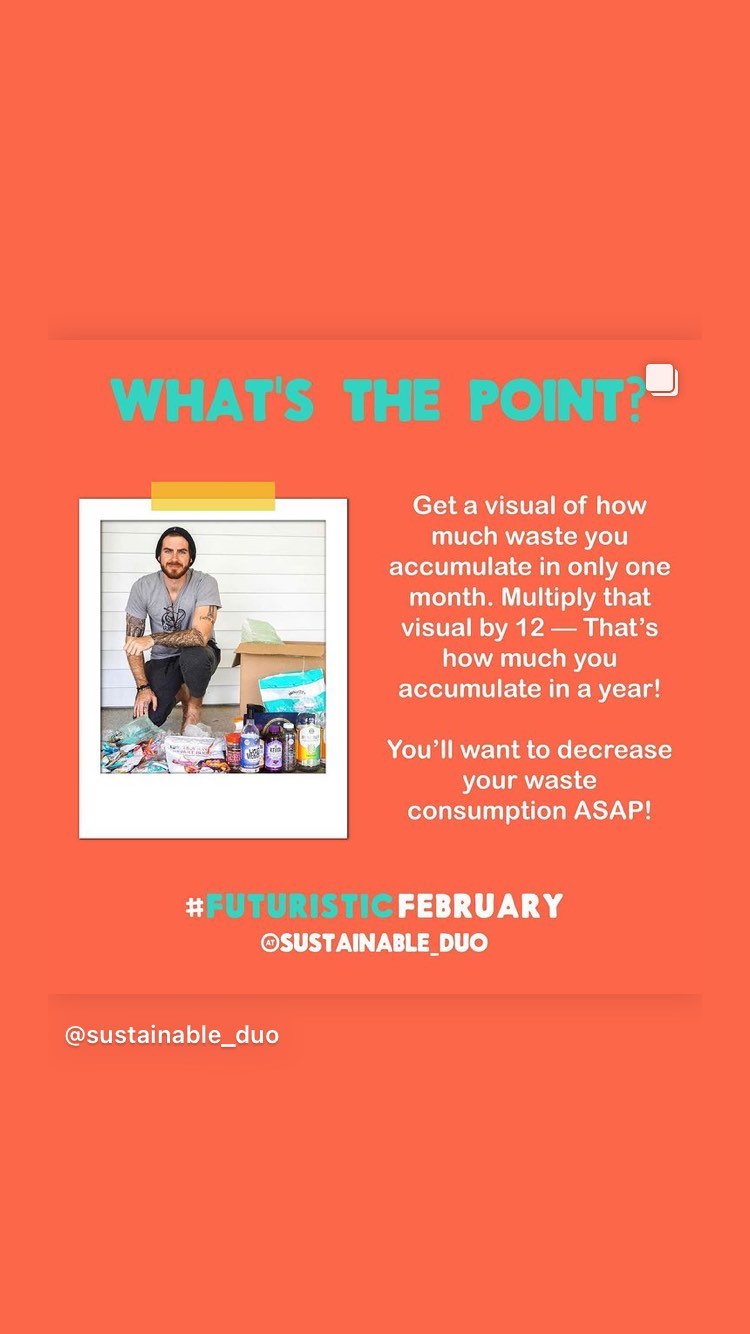 WHAT'S THE POINT?
Get a visual of how
much waste you
accumulate in only one
month. Multiply that
visual by 12 — That's
how much you
accumulate in a year!
You'll want to decrease
your waste
consumption ASAP!
#FUTURISTICFEBRUARY
@SUSTAINABLE_DUO
@sustainable_duo